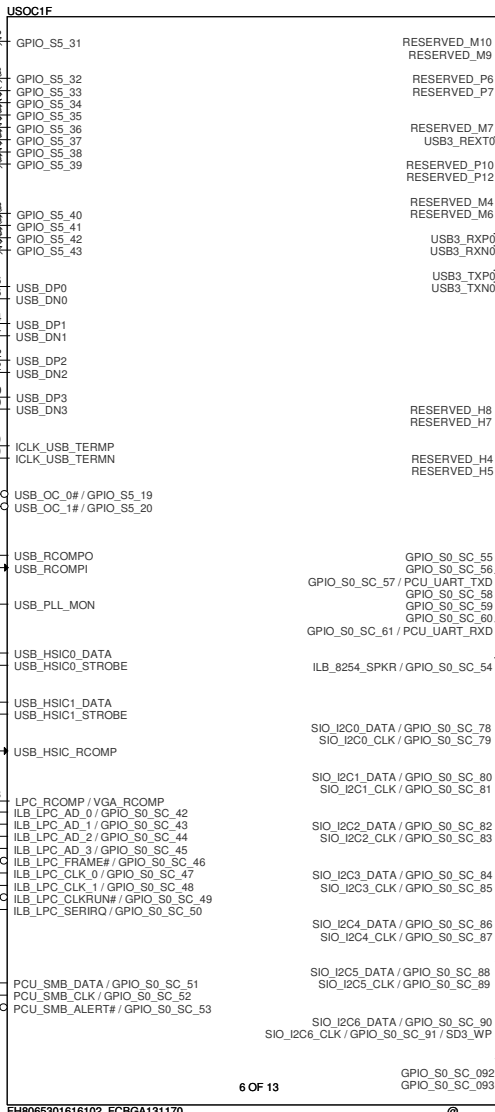 USOC1F
GPIO_S5_31
GPIO_S5_32
GPIO_S5_33
GPIO_S5_34
GPIO_S5_35
GPIO_S5_36
GPIO_S5_37
GPIO_S5_38
GPIO_S5_39
GPIO_S5_40
GPIO_S5_41
GPIO_S5_42
GPIO_S5_43
USB_DP0
USB_DN0
USB_DP1
USB_DN1
USB_DP2
USB_DN2
USB_DP3
USB_DN3
ICLK_USB_TERMP
ICLK_USB_TERMN
USB_OC_0# / GPIO_S5_19
USB_OC_1# / GPIO_S5_20
USB_RCOMPO
USB_RCOMPI
USB_PLL_MON
USB_HSIC0_DATA
USB_HSIC0_STROBE
USB_HSIC1_DATA
USB_HSIC1_STROBE
USB_HSIC_RCOMP
LPC_RCOMP / VGA_RCOMP
ILB_LPC_AD_0 / GPIO_S0_SC_42
ILB_LPC_AD_1 / GPIO_S0_SC_43
ILB_LPC_AD_2 / GPIO_S0_SC_44
ILB_LPC_AD_3 / GPIO_S0_SC_45
ILB_LPC_FRAME# / GPIO_S0_SC_46
ILB_LPC_CLK_0 / GPIO_S0_SC_47
ILB_LPC_CLK_1 / GPIO_S0_SC_48
ILB_LPC_CLKRUN# / GPIO_S0_SC_49
ILB_LPC_SERIRQ / GPIO_S0_SC_50
PCU_SMB_DATA / GPIO_S0_SC_51
PCU_SMB_CLK / GPIO_S0_SC_52
PCU_SMB_ALERT# / GPIO_S0_SC_53
RESERVED_M10
RESERVED_M9
RESERVED_P6
RESERVED_P7
RESERVED_M7
USB3_REXT0
RESERVED_P10
RESERVED_P12
RESERVED_M4
RESERVED_M6
USB3_RXP0
USB3_RXN0
USB3_TXP0
USB3_TXN0
RESERVED_H8
RESERVED_H7
RESERVED_H4
RESERVED_H5
GPIO_S0_SC_55
GPIO_S0_SC_56
GPIO_S0_SC_57 / PCU_UART_TXD
GPIO_S0_SC_58
GPIO_S0_SC_59
GPIO_S0_SC_60
GPIO_S0_SC_61 / PCU_UART_RXD
ILB_8254_SPKR / GPIO_S0_SC_54
SIO_I2C0_DATA / GPIO_S0_SC_78
SIO_I2C0_CLK / GPIO_S0_SC_79
SIO_I2C1_DATA / GPIO_S0_SC_80
SIO_I2C1_CLK / GPIO_S0_SC_81
SIO_I2C2_DATA / GPIO_S0_SC_82
SIO_I2C2_CLK / GPIO_S0_SC_83
SIO_I2C3_DATA / GPIO_S0_SC_84
SIO_I2C3_CLK / GPIO_S0_SC_85
SIO_I2C4_DATA / GPIO_S0_SC_86
SIO_I2C4_CLK / GPIO_S0_SC_87
SIO_I2C5_DATA / GPIO_S0_SC_88
SIO_I2C5_CLK / GPIO_S0_SC_89
SIO_I2C6_DATA / GPIO_S0_SC_90
SIO_I2C6_CLK / GPIO_S0_SC_91 / SD3_WP
GPIO_S0_SC_092
GPIO_S0_SC_093
6 OF 13
FH8065301616102_FCBGA131170
@